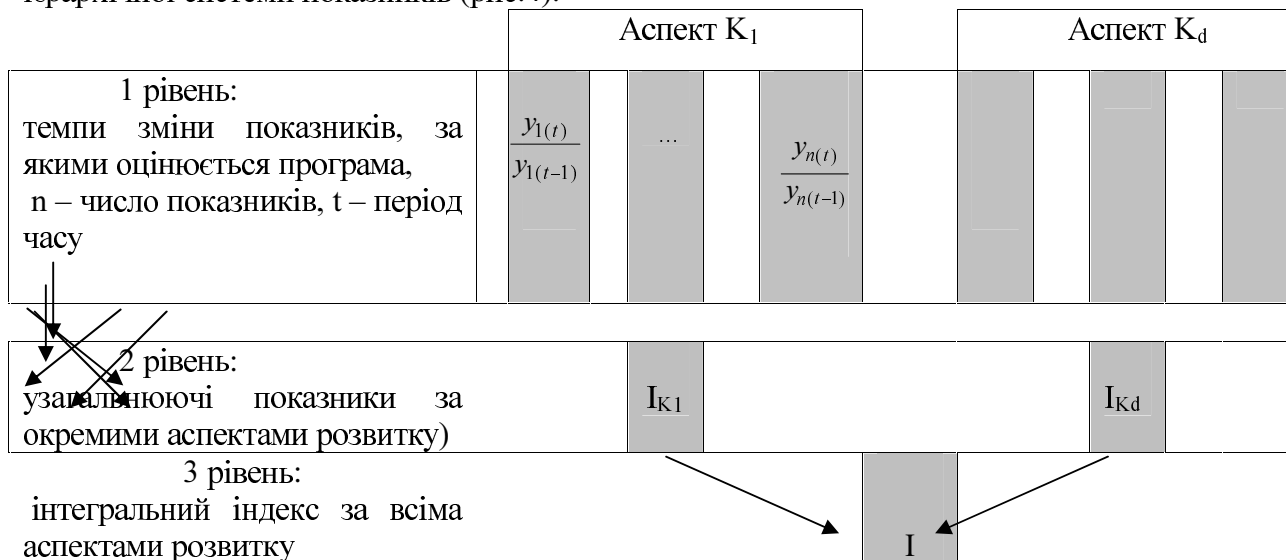 ієрархічної системи показників (рис.4).
Аспект K1
Аспект Kd
1 рівень:
темпи зміни показників, за
якими оцінюється програма,
n – число показників, t – період
часу
y1(t)
y1(t−1)
...
yn(t)
yn(t−1)
2 рівень:
узагальнюючі показники за
окремими аспектами розвитку)
IK1
IKd
3 рівень:
інтегральний індекс за всіма
аспектами розвитку
I